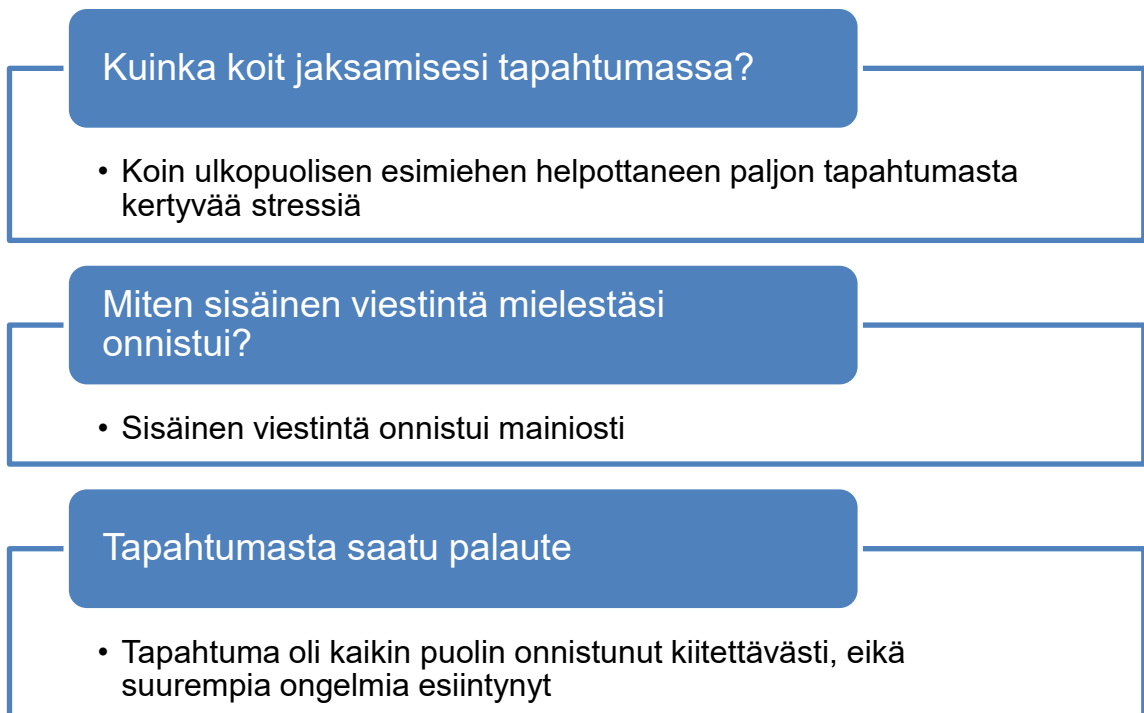 Kuinka koit jaksamisesi tapahtumassa?
• Koin ulkopuolisen esimiehen helpottaneen paljon tapahtumasta
kertyvää stressiä
Miten sisäinen viestintä mielestäsi
onnistui?
• Sisäinen viestintä onnistui mainiosti
Tapahtumasta saatu palaute
• Tapahtuma oli kaikin puolin onnistunut kiitettävästi, eikä
suurempia ongelmia esiintynyt